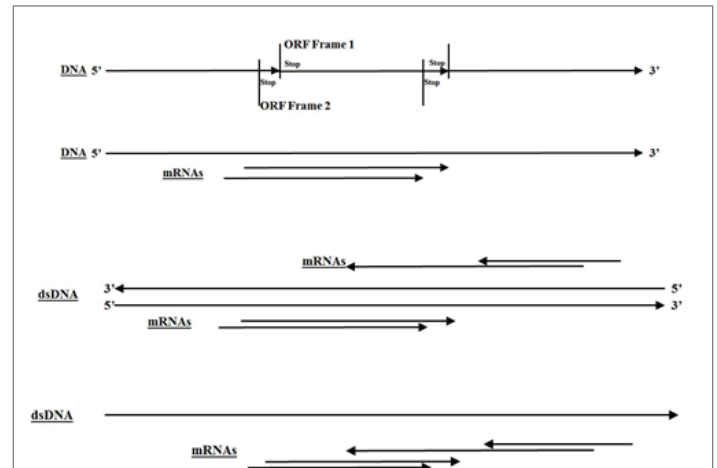 ORF Frame 1
Stop Stop
DNA 5' 3'
Stop Stop
ORF Frame 2
DNA 5' 3'
mRNAs
mRNAs
3' 5'
dsDNA
5' 3'
mRNAs
dsDNA
mRNAs